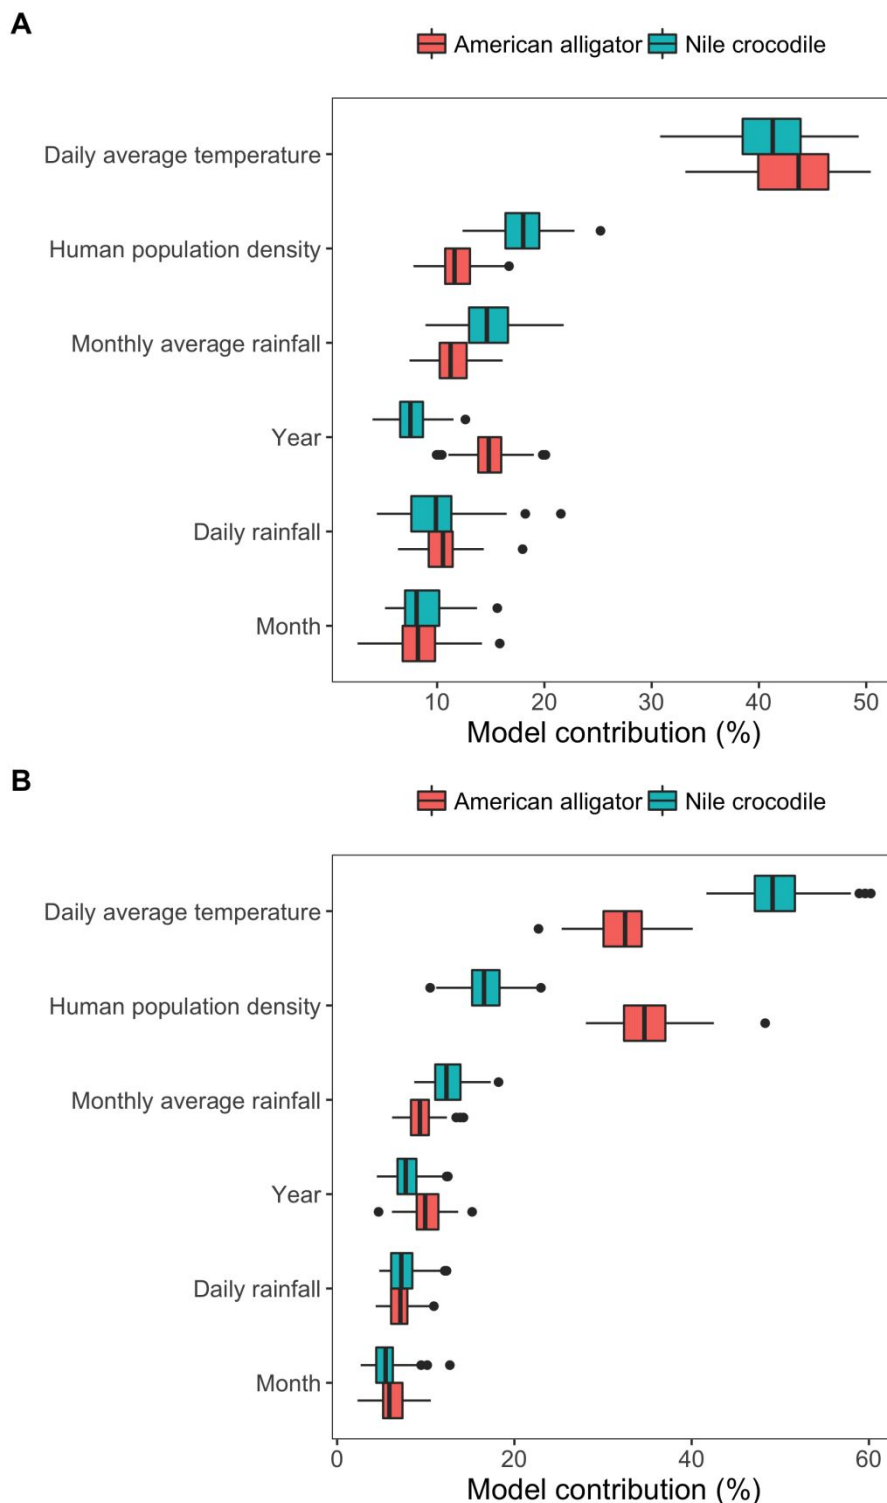 A
American alligator Nile crocodile
Daily average temperature
Human population density
Monthly average rainfall
Year
Daily rainfall
Month
10 20 30 40 50
Model contribution (%)
B
American alligator Nile crocodile
Daily average temperature
Human population density
Monthly average rainfall
Year
Daily rainfall
Month
0 20 40 60
Model contribution (%)